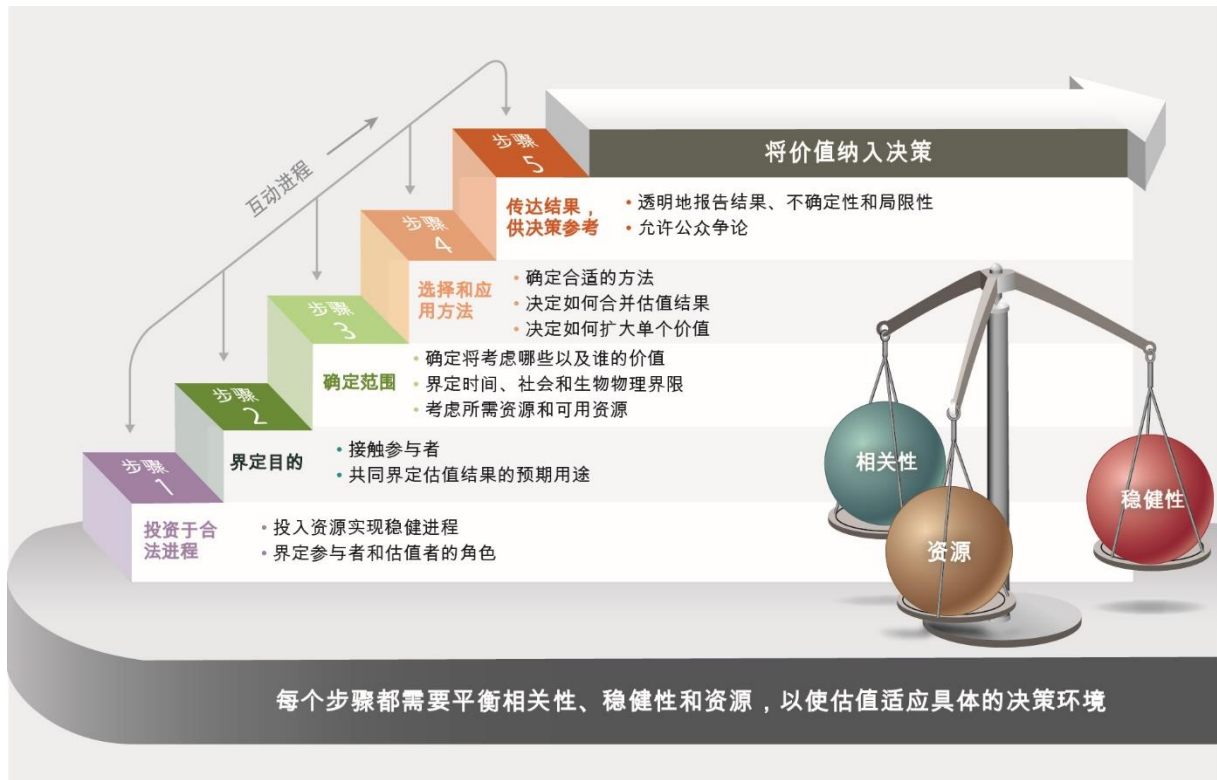 互动进程
步骤
5
将价值纳入决策
传达结果，
供决策参考
• 透明地报告结果、不确定性和局限性
• 允许公众争论
步骤
4
选择和应
用方法
• 确定合适的方法
• 决定如何合并估值结果
• 决定如何扩大单个价值
步骤
3
确定范围
• 确定将考虑哪些以及谁的价值
• 界定时间、社会和生物物理界限
• 考虑所需资源和可用资源
步骤
2
界定目的
• 接触参与者
• 共同界定估值结果的预期用途
步骤
1
投资于合
法进程
• 投入资源实现稳健进程
• 界定参与者和估值者的角色
相关性
资源
稳健性
每个步骤都需要平衡相关性、稳健性和资源，以使估值适应具体的决策环境